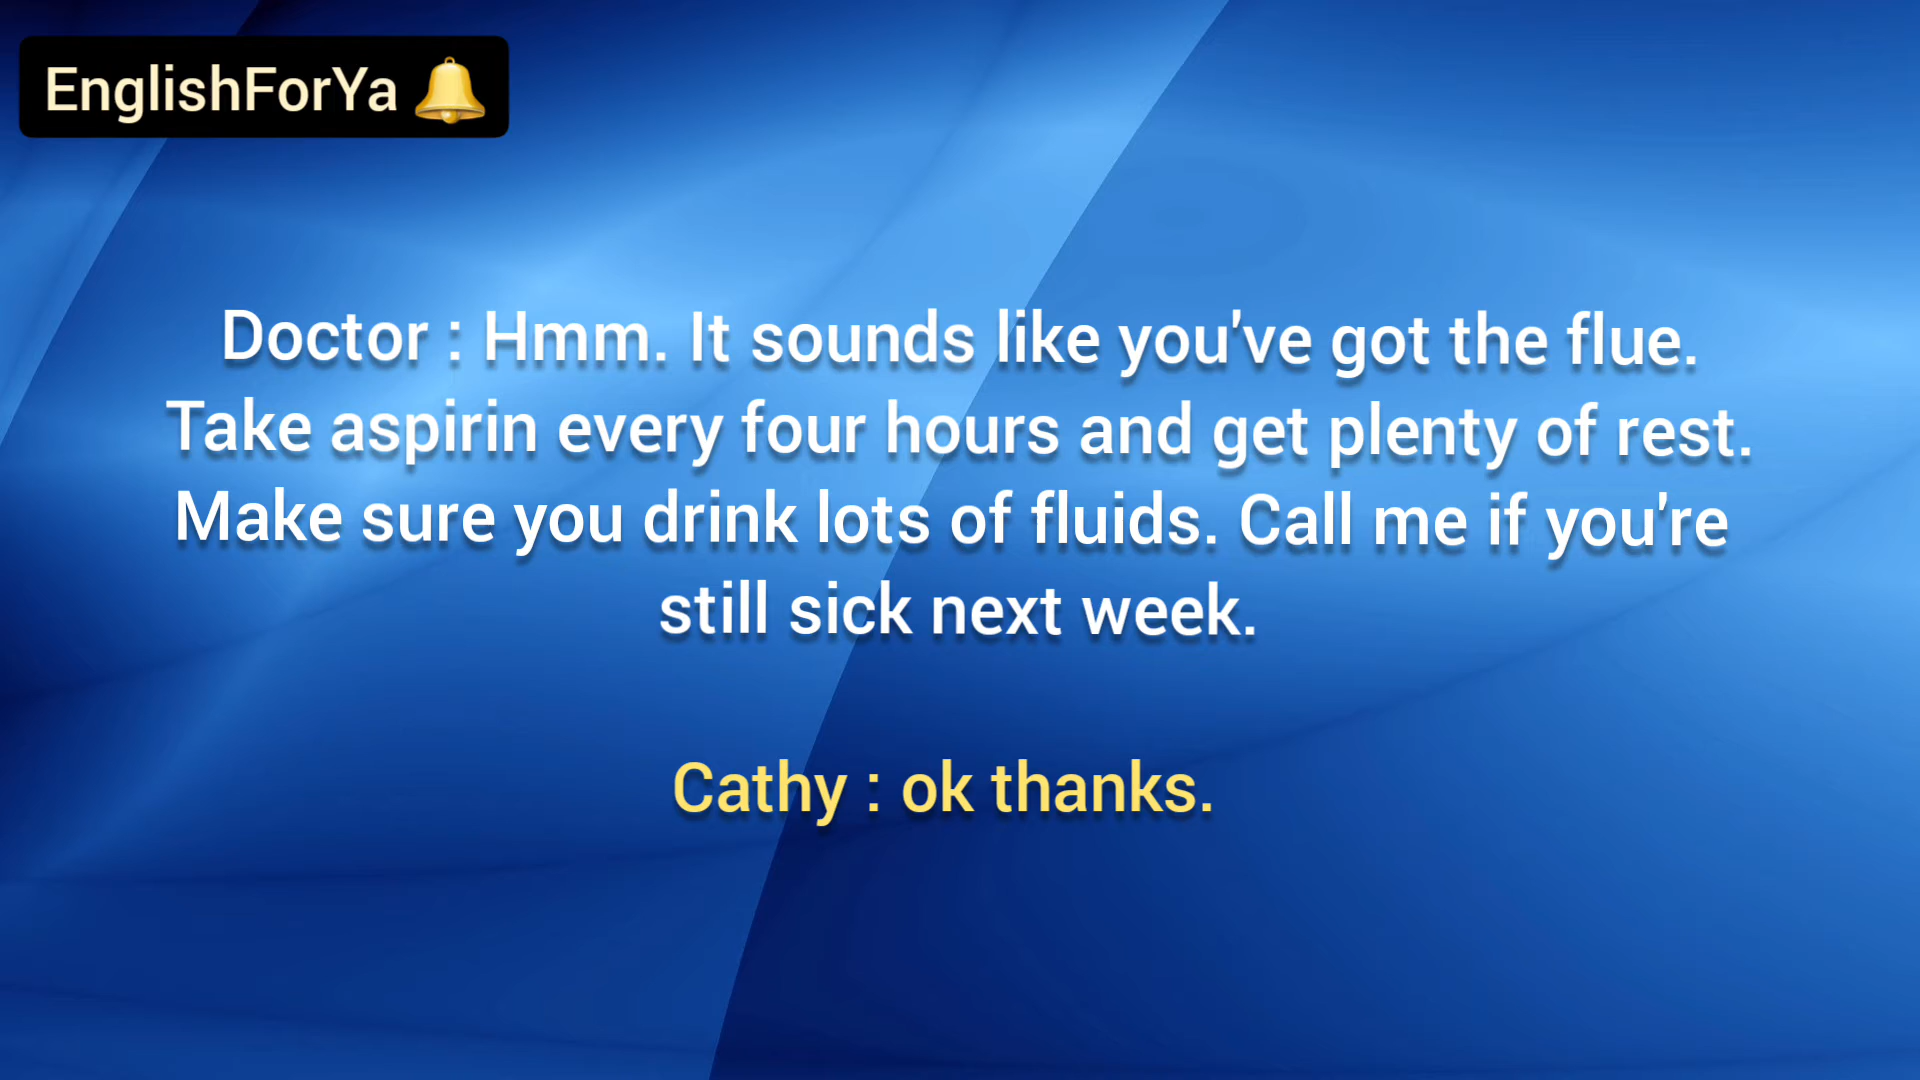 EnglishForYa 🔔
Doctor : Hmm. It sounds like you've got the flue.
Take aspirin every four hours and get plenty of rest.
Make sure you drink lots of fluids. Call me if you're
still sick next week.
Cathy : ok thanks.